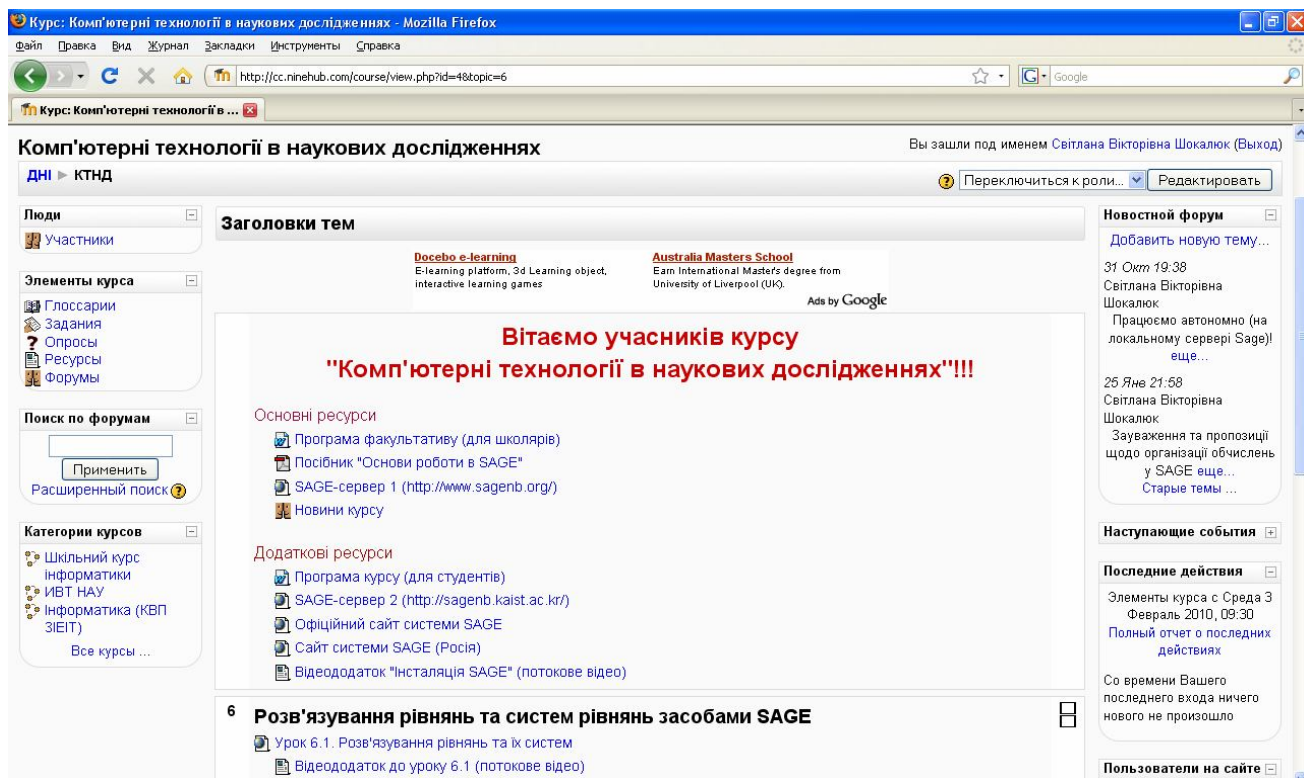 Курс: Комп'ютерні технології в наукових дослідженнях - Mozilla Firefox
Файл Правка Вид Журнал Закладки Инструменты Справка
http://cc.ninehub.com/course/view.php?id=4&topic=6
Google
Курс: Комп'ютерні технології в ...
Комп'ютерні технології в наукових дослідженнях
Вы зашли под именем Світлана Вікторівна Шокалюк (Выход)
ДНІ ► КТНД
Переключиться к роли...
Редактировать
Люди
Участники
Элементы курса
Глоссарии
Задания
Опросы
Ресурсы
Форумы
Поиск по форумам
Применить
Расширенный поиск
Категории курсов
Шкільний курс
інформатики
ИВТ НАУ
Інформатика (КВП
ЗІЕІТ)
Все курсы ...
Заголовки тем
Docebo e-learning
E-learning platform, 3d Learning object,
interactive learning games
Australia Masters School
Earn International Master's degree from
University of Liverpool (UK).
Ads by Google
Вітаємо учасників курсу
"Комп'ютерні технології в наукових дослідженнях"!!!
Основні ресурси
Програма факультативу (для школярів)
Посібник "Основи роботи в SAGE"
SAGE-сервер 1 (http://www.sagenb.org/)
Новини курсу
Додаткові ресурси
Програма курсу (для студентів)
SAGE-сервер 2 (http://sagenb.kaist.ac.kr/)
Офіційний сайт системи SAGE
Сайт системи SAGE (Росія)
Відеододаток "Інсталяція SAGE" (потокове відео)
6 Розв'язування рівнянь та систем рівнянь засобами SAGE
Урок 6.1. Розв'язування рівнянь та їх систем
Відеододаток до уроку 6.1 (потокове відео)
Новостной форум
Добавить новую тему...
31 Окт 19:38
Світлана Вікторівна
Шокалюк
Працюємо автономно (на
локальному сервері Sage)!
еще...
25 Янв 21:58
Світлана Вікторівна
Шокалюк
Зауваження та пропозиції
щодо організації обчислень
у SAGE еще...
Старые темы ...
Наступающие события
Последние действия
Элементы курса с Среда 3
Февраль 2010, 09:30
Полный отчет о последних
действиях
Со времени Вашего
последнего входа ничего
нового не произошло
Пользователи на сайте